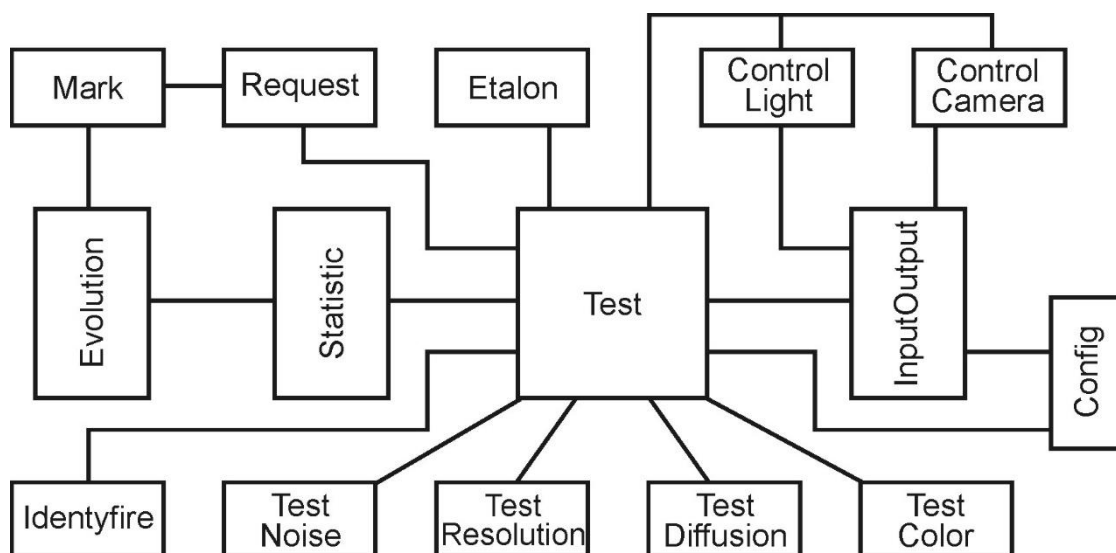 Mark
Request
Etalon
Control
Light
Control
Camera
Evolution
Statistic
Test
InputOutput
Config
Identyfire
Test
Noise
Test
Resolution
Test
Diffusion
Test
Color